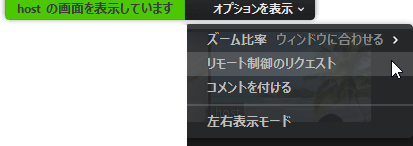 host の画面を表示しています オプションを表示
ズーム比率 ウィンドウに合わせる
リモート制御のリクエスト
コメントを付ける
左右表示モード